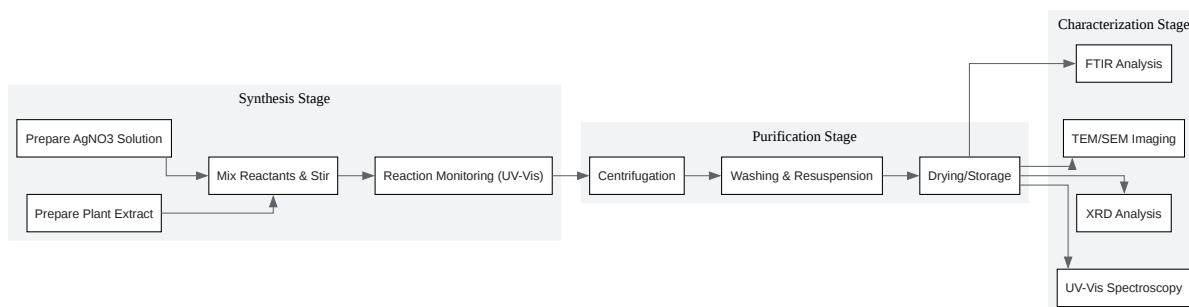 Characterization Stage
FTIR Analysis
Synthesis Stage
Prepare AgNO3 Solution
Purification Stage
TEM/SEM Imaging
Mix Reactants & Stir
Reaction Monitoring (UV-Vis)
Centrifugation
Washing & Resuspension
Drying/Storage
Prepare Plant Extract
XRD Analysis
UV-Vis Spectroscopy